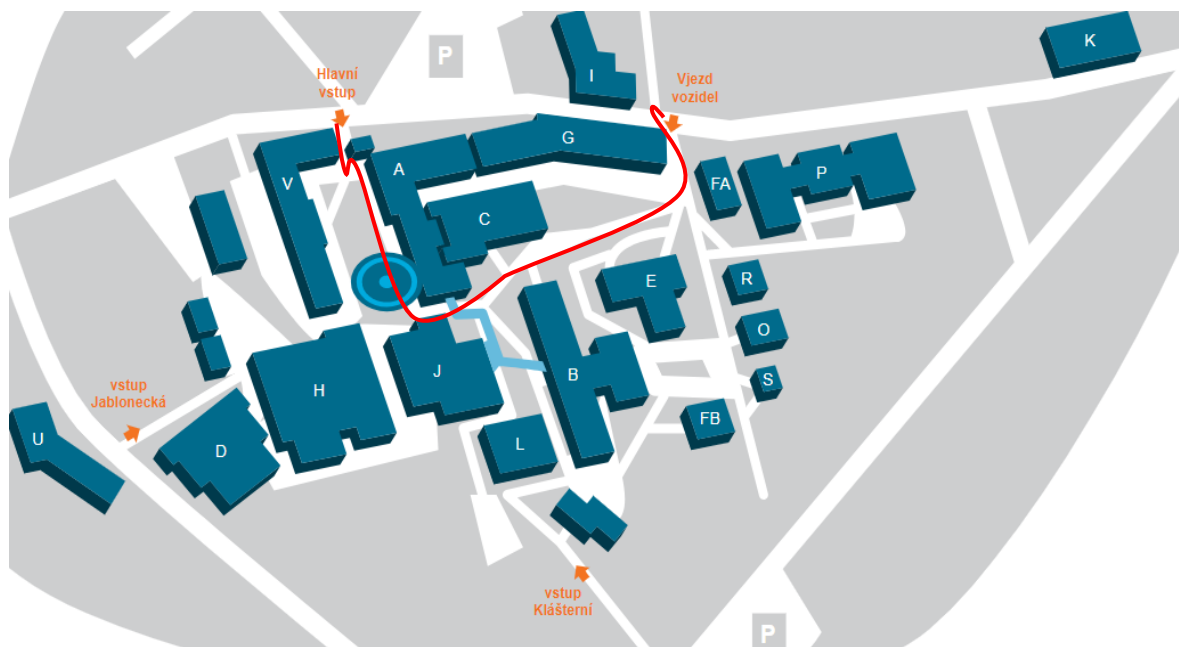 K
P
I
Hlavní
vstup
Vjezd
vozidel
G
A
V
FA
P
C
E
R
O
J
B
S
H
vstup
Jablonecká
FB
U
D
L
vstup
Klášterní
P